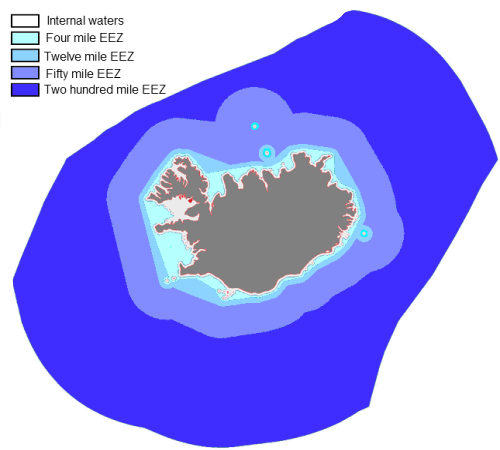 Internal waters
Four mile EEZ
Twelve mile EEZ
Fifty mile EEZ
Two hundred mile EEZ